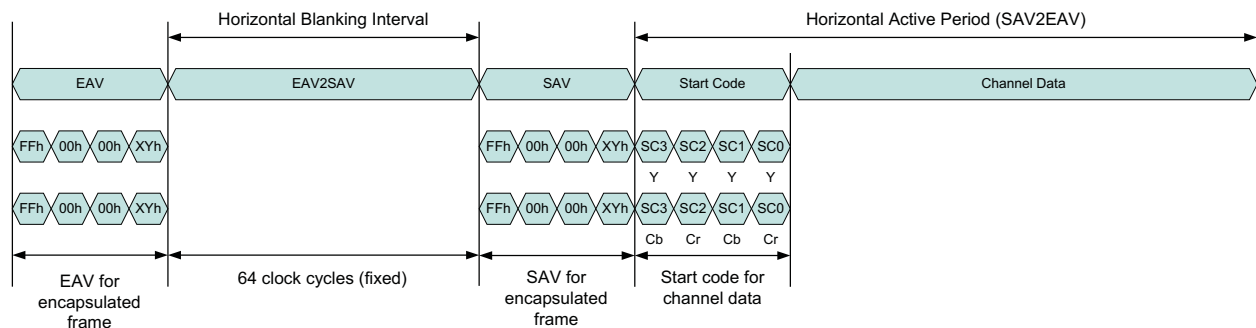 Horizontal Blanking Interval
Horizontal Active Period (SAV2EAV)
EAV
EAV2SAV
SAV
Start Code
Channel Data
FFh 00h 00h XYh
FFh 00h 00h XYh
SC3 SC2 SC1 SC0
Y Y Y Y
FFh 00h 00h XYh
FFh 00h 00h XYh
SC3 SC2 SC1 SC0
Cb Cr Cb Cr
EAV for
encapsulated
frame
64 clock cycles (fixed)
SAV for
encapsulated
frame
Start code for
channel data